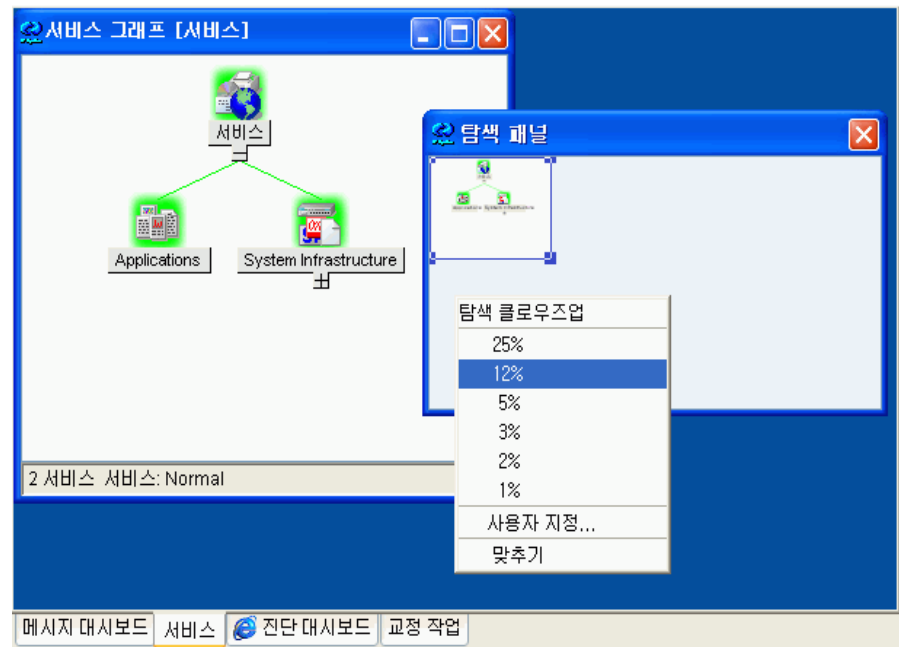 서비스 그래프 [서비스]
서비스
Applications
System Infrastructure
2 서비스 서비스: Normal
탐색 패널
탐색 클로우즈업
25%
12%
5%
3%
2%
1%
사용자 지정...
맞추기
메시지 대시보드
서비스
진단 대시보드
교정 작업